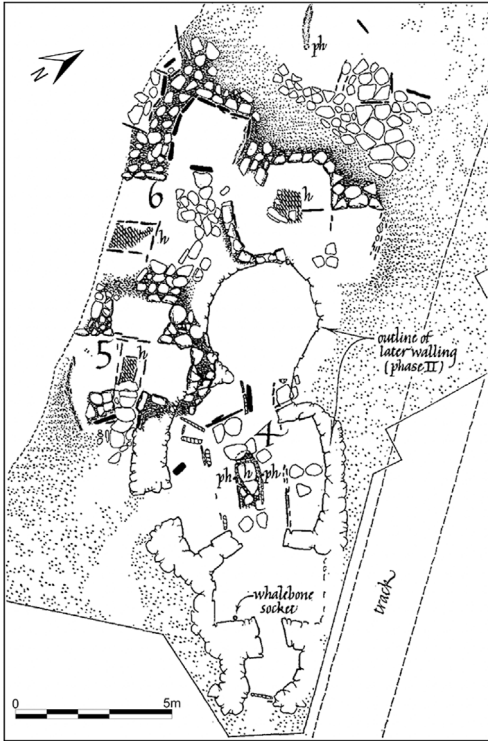 N
ph
6
h
h
outline of
later walling
(phase II)
5
h
4
ph h ph
whalebone
socket
track
0 5m